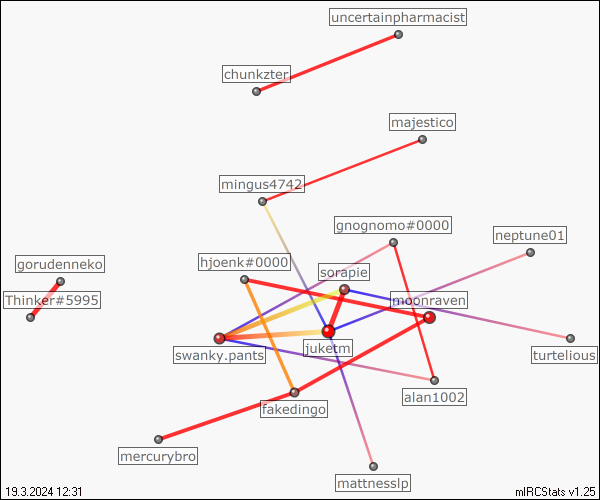 uncertainpharmacist
chunkzter
majestico
mingus4742
gnognomo#0000
neptune01
hjoenk#0000
gorudenneko
sorapie
Thinker#5995
moonraven
juketm
swanky.pants
turtelious
alan1002
fakedingo
mercurybro
mattnesslp
19.3.2024 12:31
mIRCStats v1.25